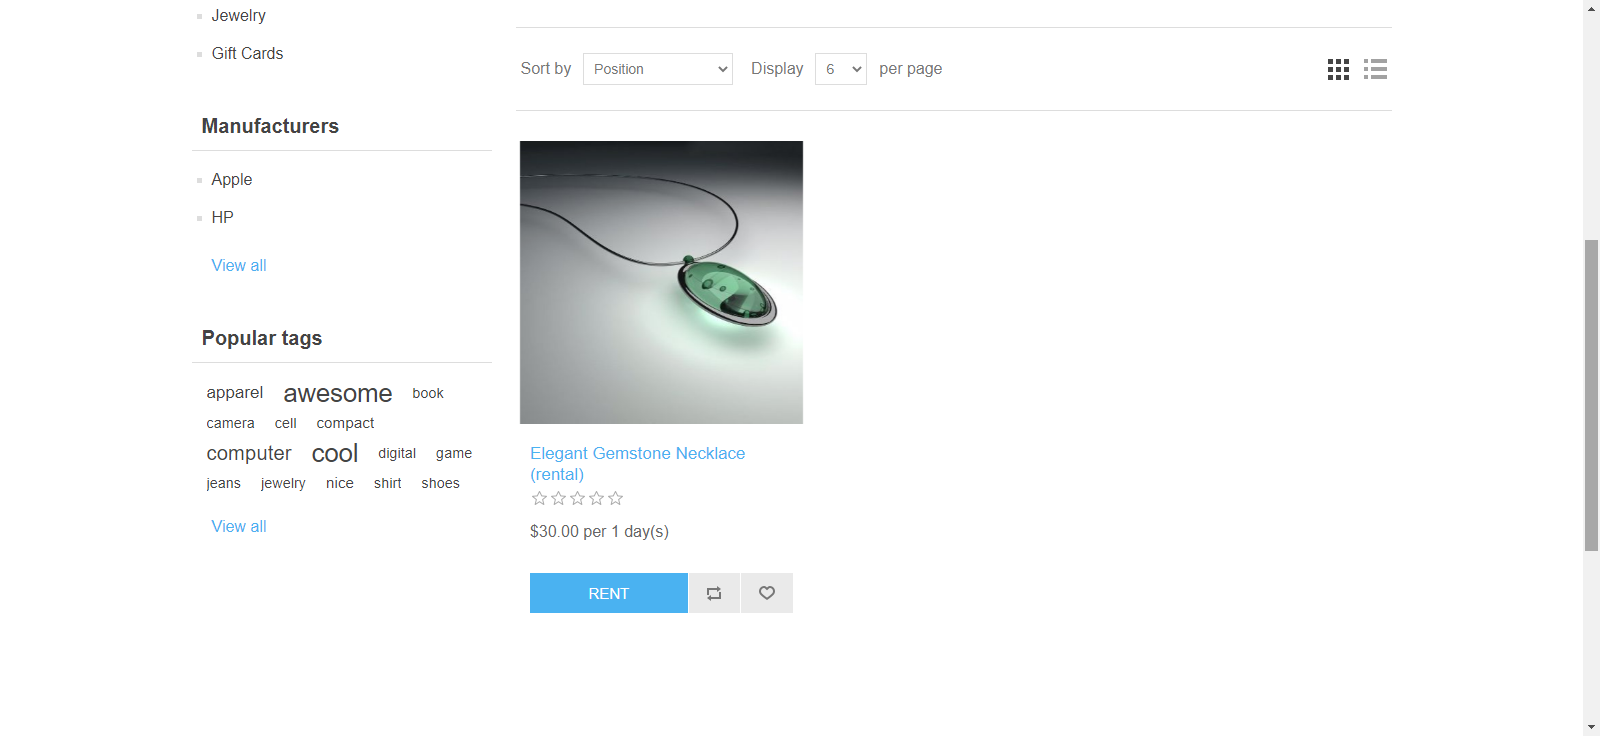 Jewelry
Gift Cards
Manufacturers
Apple
HP
View all
Popular tags
apparel awesome book
camera cell compact
computer cool digital game
jeans jewelry nice shirt shoes
View all
Sort by Position Display 6 per page
Elegant Gemstone Necklace
(rental)
$30.00 per 1 day(s)
RENT